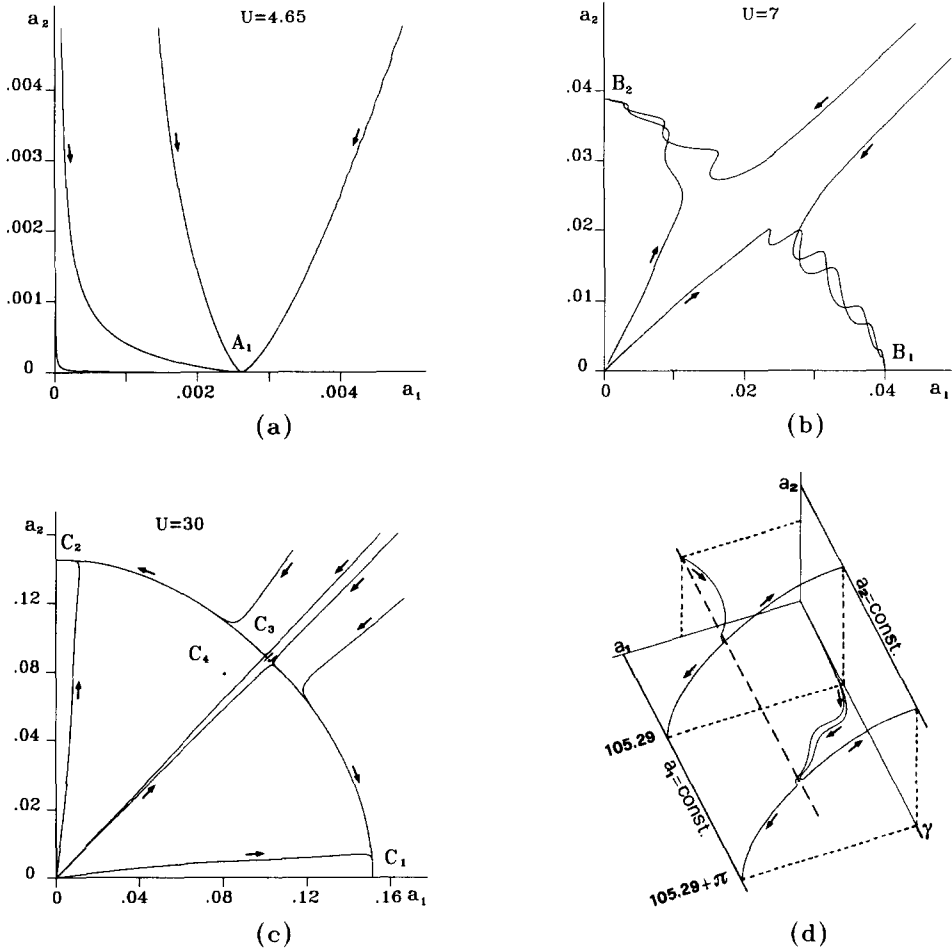 a₂
U=4.65
.004
.003
.002
.001
0
A₁
0
.002
.004
a₁
(a)
a₂
U=7
.04
.03
.02
.01
0
B₂
B₁
0
.02
.04
a₁
(b)
a₂
U=30
.12
.08
.04
.02
0
C₂
C₃
C₄
C₁
0
.04
.08
.12
.16
a₁
(c)
a₂
a₁
a₂=const.
105.29
a₁=const.
γ
105.29+π
(d)